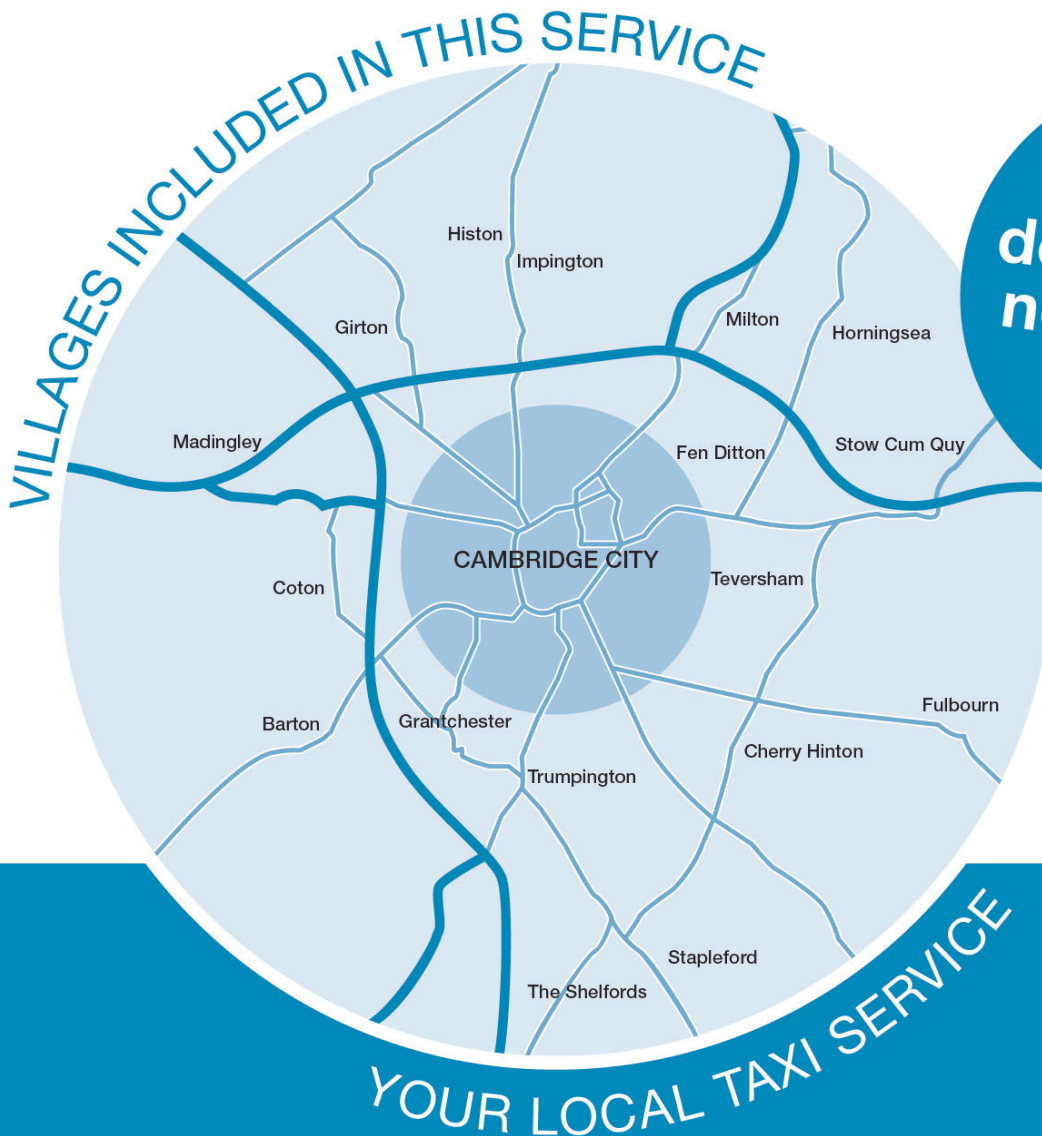 VILLAGES INCLUDED IN THIS SERVICE
Histon
Impington
Girton
Milton
Horningsea
Madingley
Fen Ditton
Stow Cum Quy
CAMBRIDGE CITY
Coton
Teversham
Barton
Grantchester
Fulbourn
Cherry Hinton
Trumpington
Stapleford
The Shelfords
YOUR LOCAL TAXI SERVICE